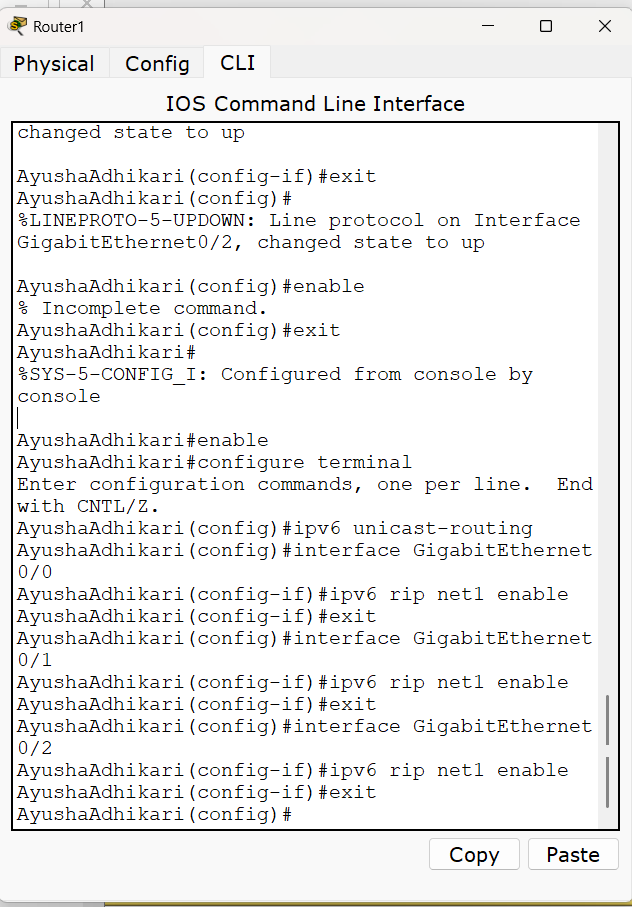 Router1
Physical Config CLI
IOS Command Line Interface
changed state to up
AyushaAdhikari(config-if)#exit
AyushaAdhikari(config)#
%LINEPROTO-5-UPDOWN: Line protocol on Interface
GigabitEthernet0/2, changed state to up
AyushaAdhikari(config)#enable
% Incomplete command.
AyushaAdhikari(config)#exit
AyushaAdhikari#
%SYS-5-CONFIG_I: Configured from console by
console
AyushaAdhikari#enable
AyushaAdhikari#configure terminal
Enter configuration commands, one per line.  End
with CNTL/Z.
AyushaAdhikari(config)#ipv6 unicast-routing
AyushaAdhikari(config)#interface GigabitEthernet
0/0
AyushaAdhikari(config-if)#ipv6 rip net1 enable
AyushaAdhikari(config-if)#exit
AyushaAdhikari(config)#interface GigabitEthernet
0/1
AyushaAdhikari(config-if)#ipv6 rip net1 enable
AyushaAdhikari(config-if)#exit
AyushaAdhikari(config)#interface GigabitEthernet
0/2
AyushaAdhikari(config-if)#ipv6 rip net1 enable
AyushaAdhikari(config-if)#exit
AyushaAdhikari(config)#
Copy Paste